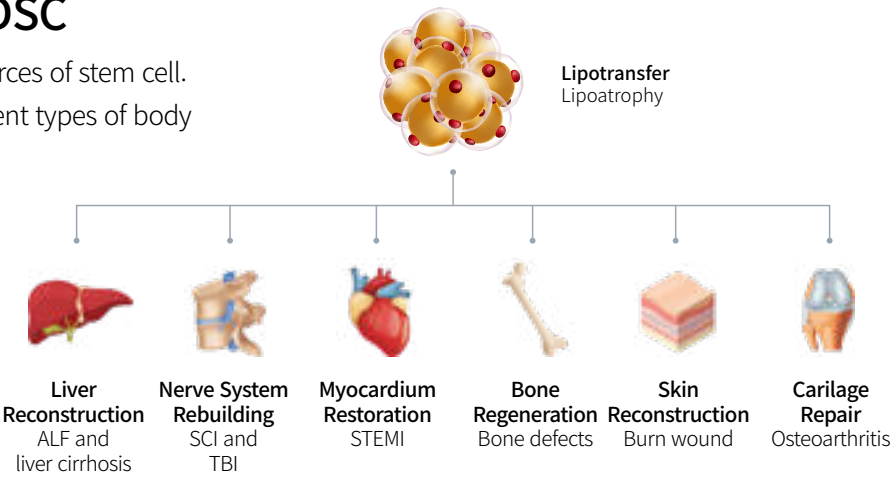 rces of stem cell.
ent types of body
Lipotransfer
Lipoatrophy
Liver
Reconstruction
ALF and
liver cirrhosis
Nerve System
Rebuilding
SCI and
TBI
Myocardium
Restoration
STEMI
Bone
Regeneration
Bone defects
Skin
Reconstruction
Burn wound
Carilage
Repair
Osteoarthritis